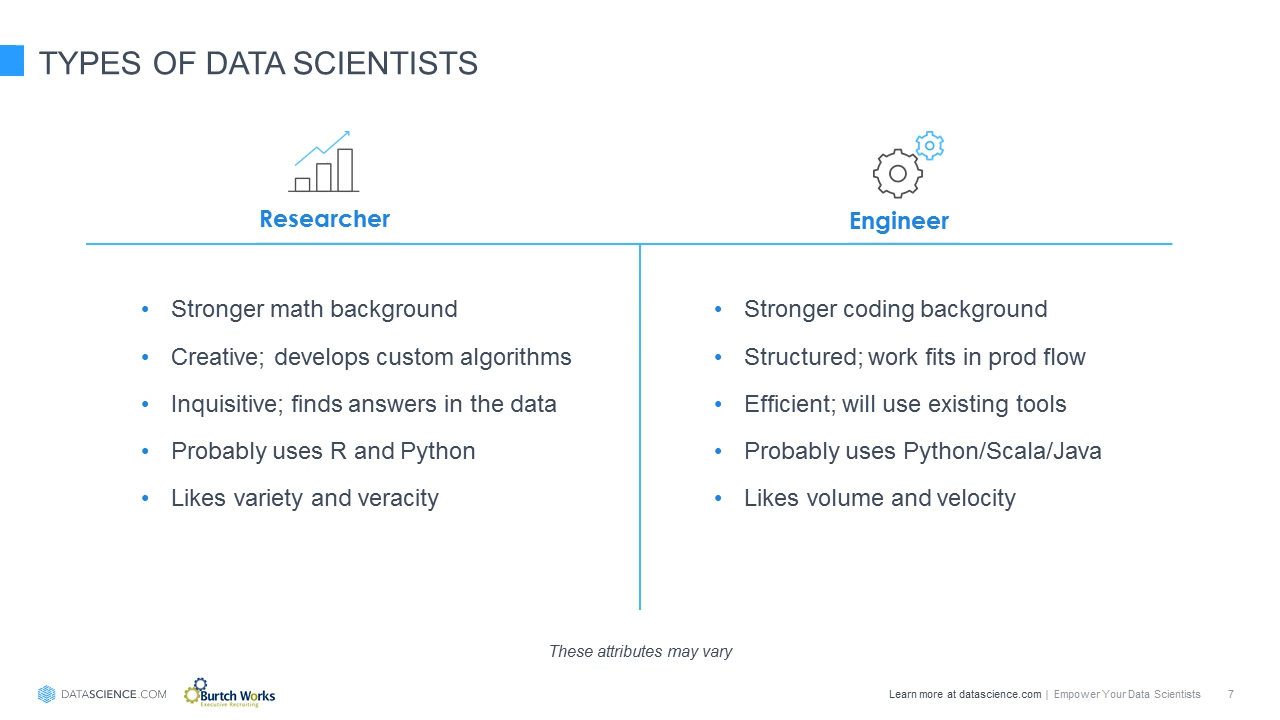 TYPES OF DATA SCIENTISTS
Researcher
• Stronger math background
• Creative; develops custom algorithms
• Inquisitive; finds answers in the data
• Probably uses R and Python
• Likes variety and veracity
Engineer
• Stronger coding background
• Structured; work fits in prod flow
• Efficient; will use existing tools
• Probably uses Python/Scala/Java
• Likes volume and velocity
These attributes may vary
DATASCIENCE.COM
Burtch Works
Executive Recruiting
Learn more at datascience.com | Empower Your Data Scientists
7